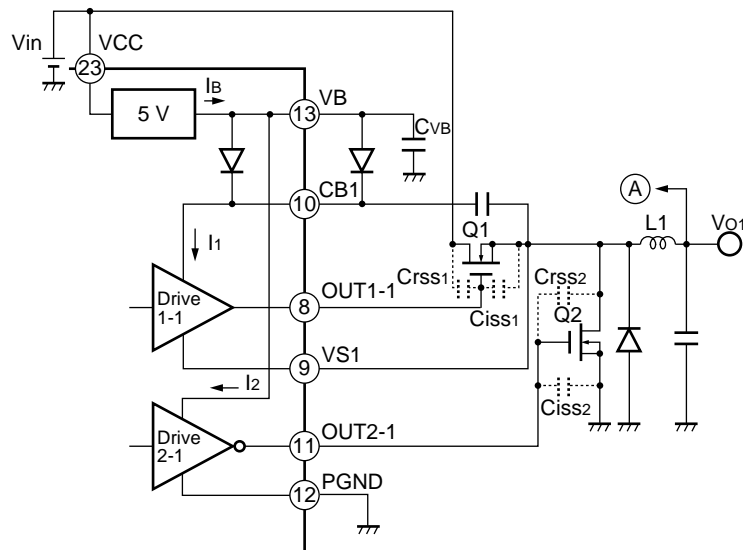 Vin
VCC
23
5 V
IB
VB
13
CVB
10
CB1
A
Q1
L1
VO1
I1
Crss1
Crss2
Drive
1-1
8
OUT1-1
Ciss1
Q2
9
VS1
I2
Ciss2
Drive
2-1
11
OUT2-1
12
PGND